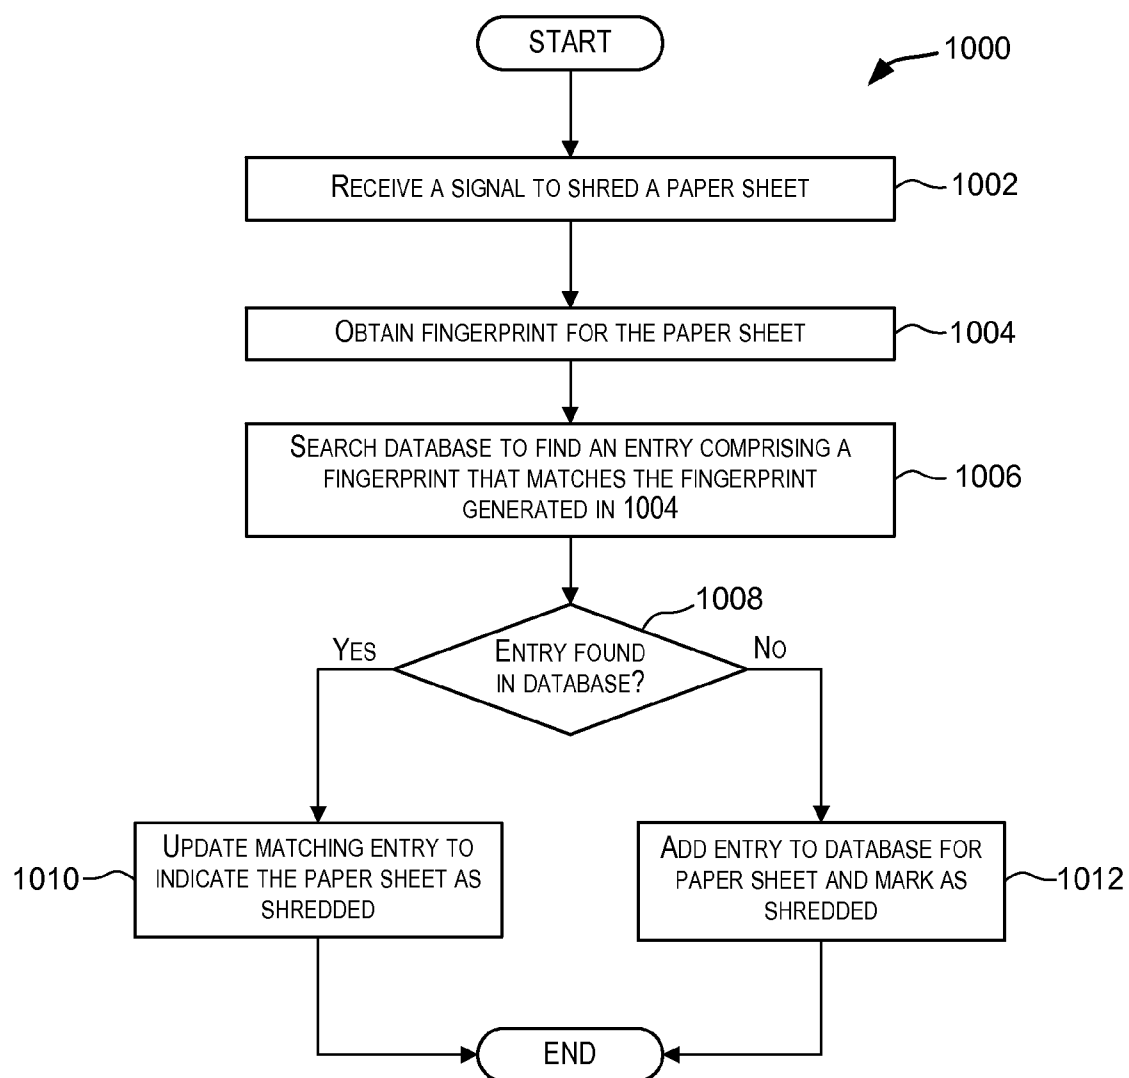 START
1000
RECEIVE A SIGNAL TO SHRED A PAPER SHEET
1002
OBTAIN FINGERPRINT FOR THE PAPER SHEET
1004
SEARCH DATABASE TO FIND AN ENTRY COMPRISING A
FINGERPRINT THAT MATCHES THE FINGERPRINT
GENERATED IN 1004
1006
1008
YES
ENTRY FOUND
IN DATABASE?
NO
1010
UPDATE MATCHING ENTRY TO
INDICATE THE PAPER SHEET AS
SHREDDED
ADD ENTRY TO DATABASE FOR
PAPER SHEET AND MARK AS
SHREDDED
1012
END